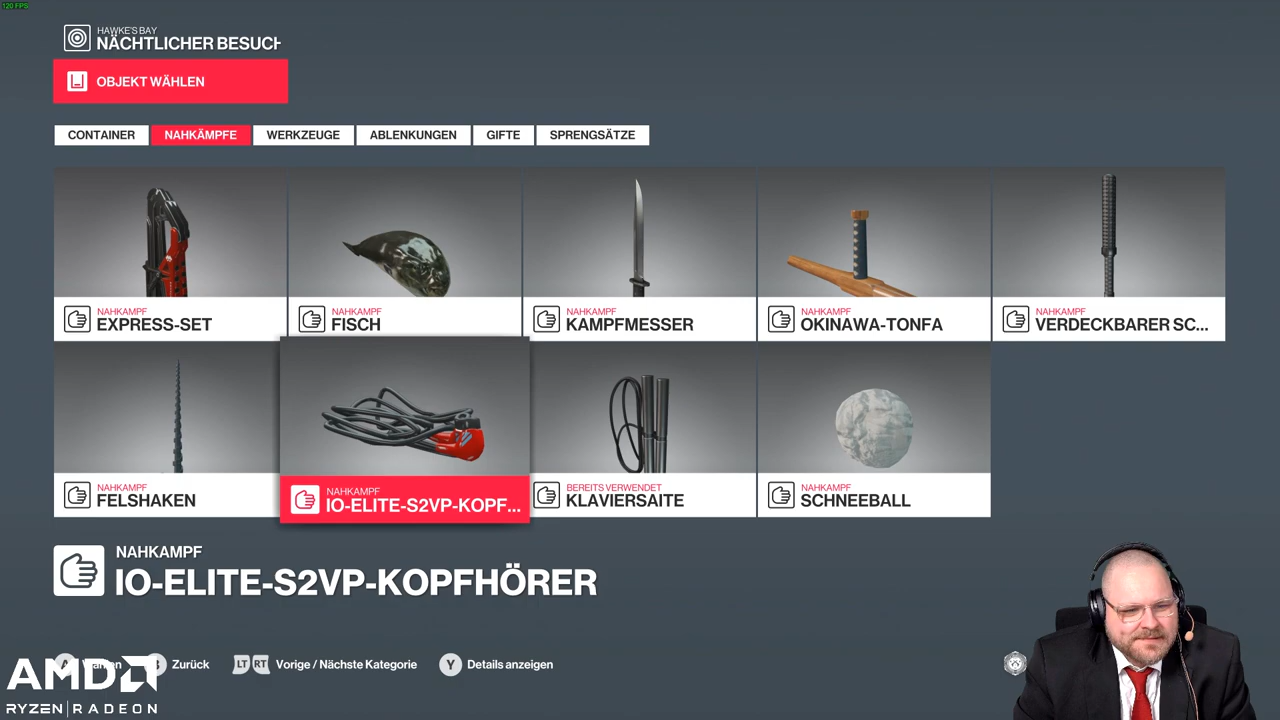 120 FPS
HAWKE'S BAY
NÄCHTLICHER BESUCH
OBJEKT WÄHLEN
CONTAINER NAHKÄMPFE WERKZEUGE ABLENKUNGEN GIFTE SPRENGSÄTZE
NAHKAMPF
EXPRESS-SET
NAHKAMPF
FISCH
NAHKAMPF
KAMPFMESSER
NAHKAMPF
OKINAWA-TONFA
NAHKAMPF
VERDECKBARER SC...
NAHKAMPF
FELSHAKEN
NAHKAMPF
IO-ELITE-S2VP-KOPF...
BEREITS VERWENDET
KLAVIERSAITE
NAHKAMPF
SCHNEEBALL
NAHKAMPF
IO-ELITE-S2VP-KOPFHÖRER
Zurück LT RT Vorige / Nächste Kategorie Y Details anzeigen
AMD
RYZEN | RADEON